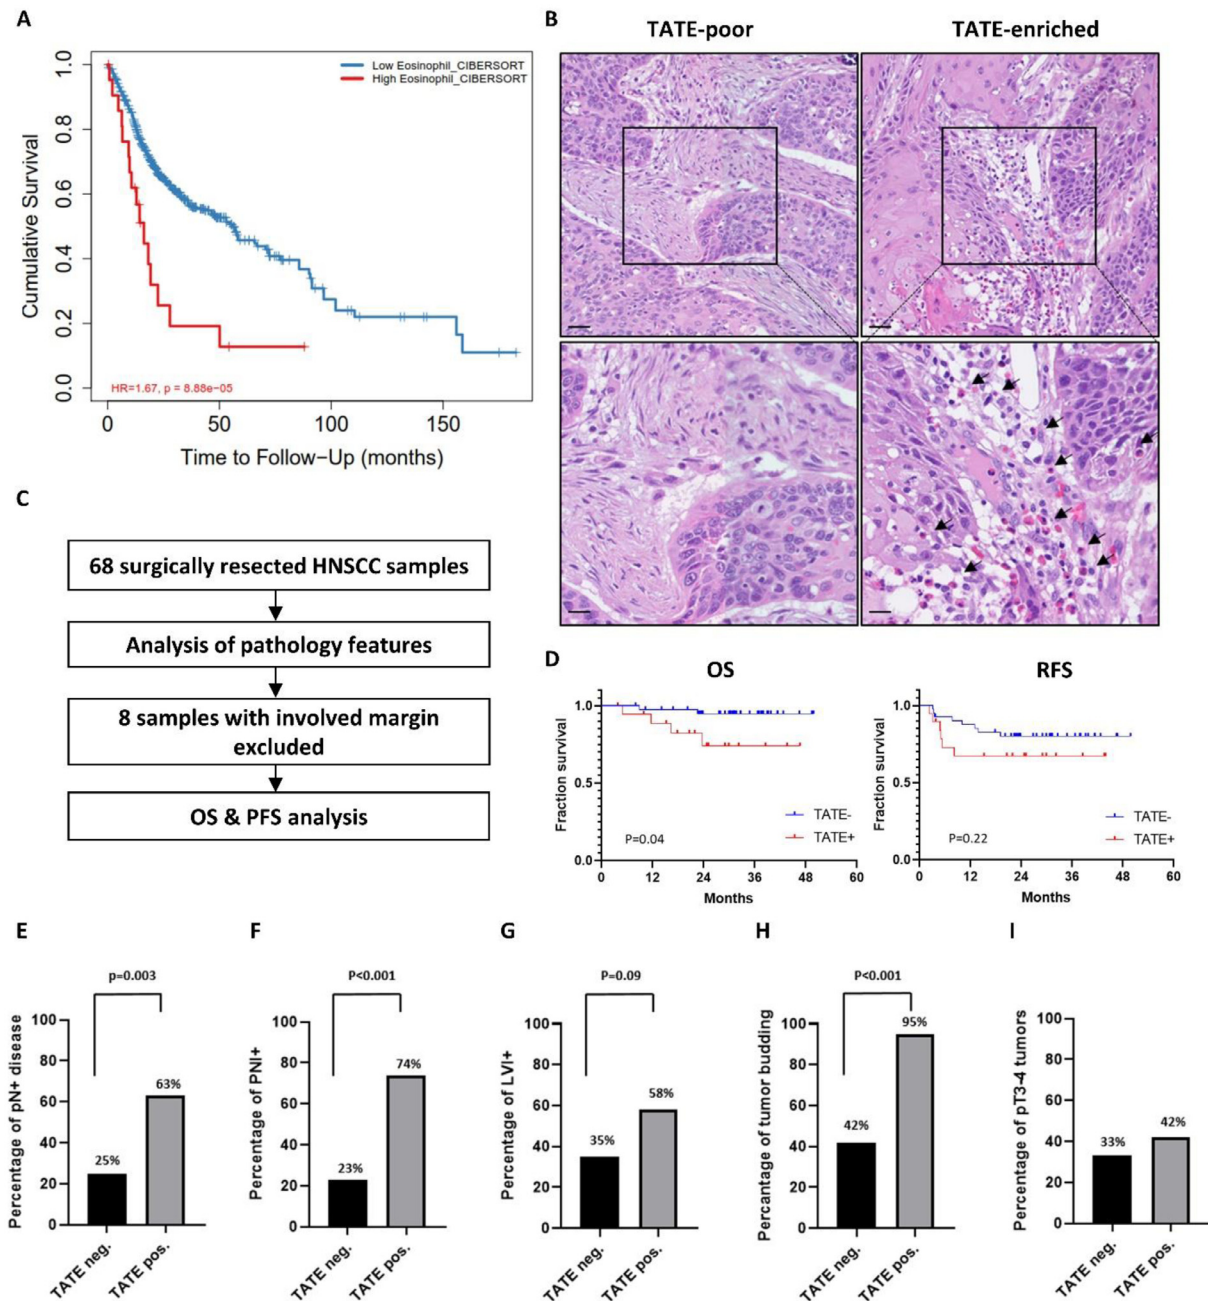 A
1.0
0.8
0.6
0.4
0.2
0.0
Cumulative Survival
Low Eosinophil_CIBERSORT
High Eosinophil_CIBERSORT
HR=1.67, p = 8.88e−05
0
50
100
150
Time to Follow−Up (months)
B
TATE-poor
TATE-enriched
C
68 surgically resected HNSCC samples
Analysis of pathology features
8 samples with involved margin
excluded
OS & PFS analysis
D
OS
Fraction survival
1.0
0.5
0.0
TATE-
TATE+
P=0.04
0 12 24 36 48 60
Months
RFS
Fraction survival
1.0
0.5
0.0
TATE-
TATE+
P=0.22
0 12 24 36 48 60
Months
E
p=0.003
Percentage of pN+ disease
100
80
60
40
20
0
25%
63%
TATE neg.
TATE pos.
F
P<0.001
Percentage of PNI+
100
80
60
40
20
0
23%
74%
TATE neg.
TATE pos.
G
P=0.09
Percentage of LVI+
100
80
60
40
20
0
35%
58%
TATE neg.
TATE pos.
H
P<0.001
Percantage of tumor budding
100
80
60
40
20
0
42%
95%
TATE neg.
TATE pos.
I
Percentage of pT3-4 tumors
100
80
60
40
20
0
33%
42%
TATE neg.
TATE pos.